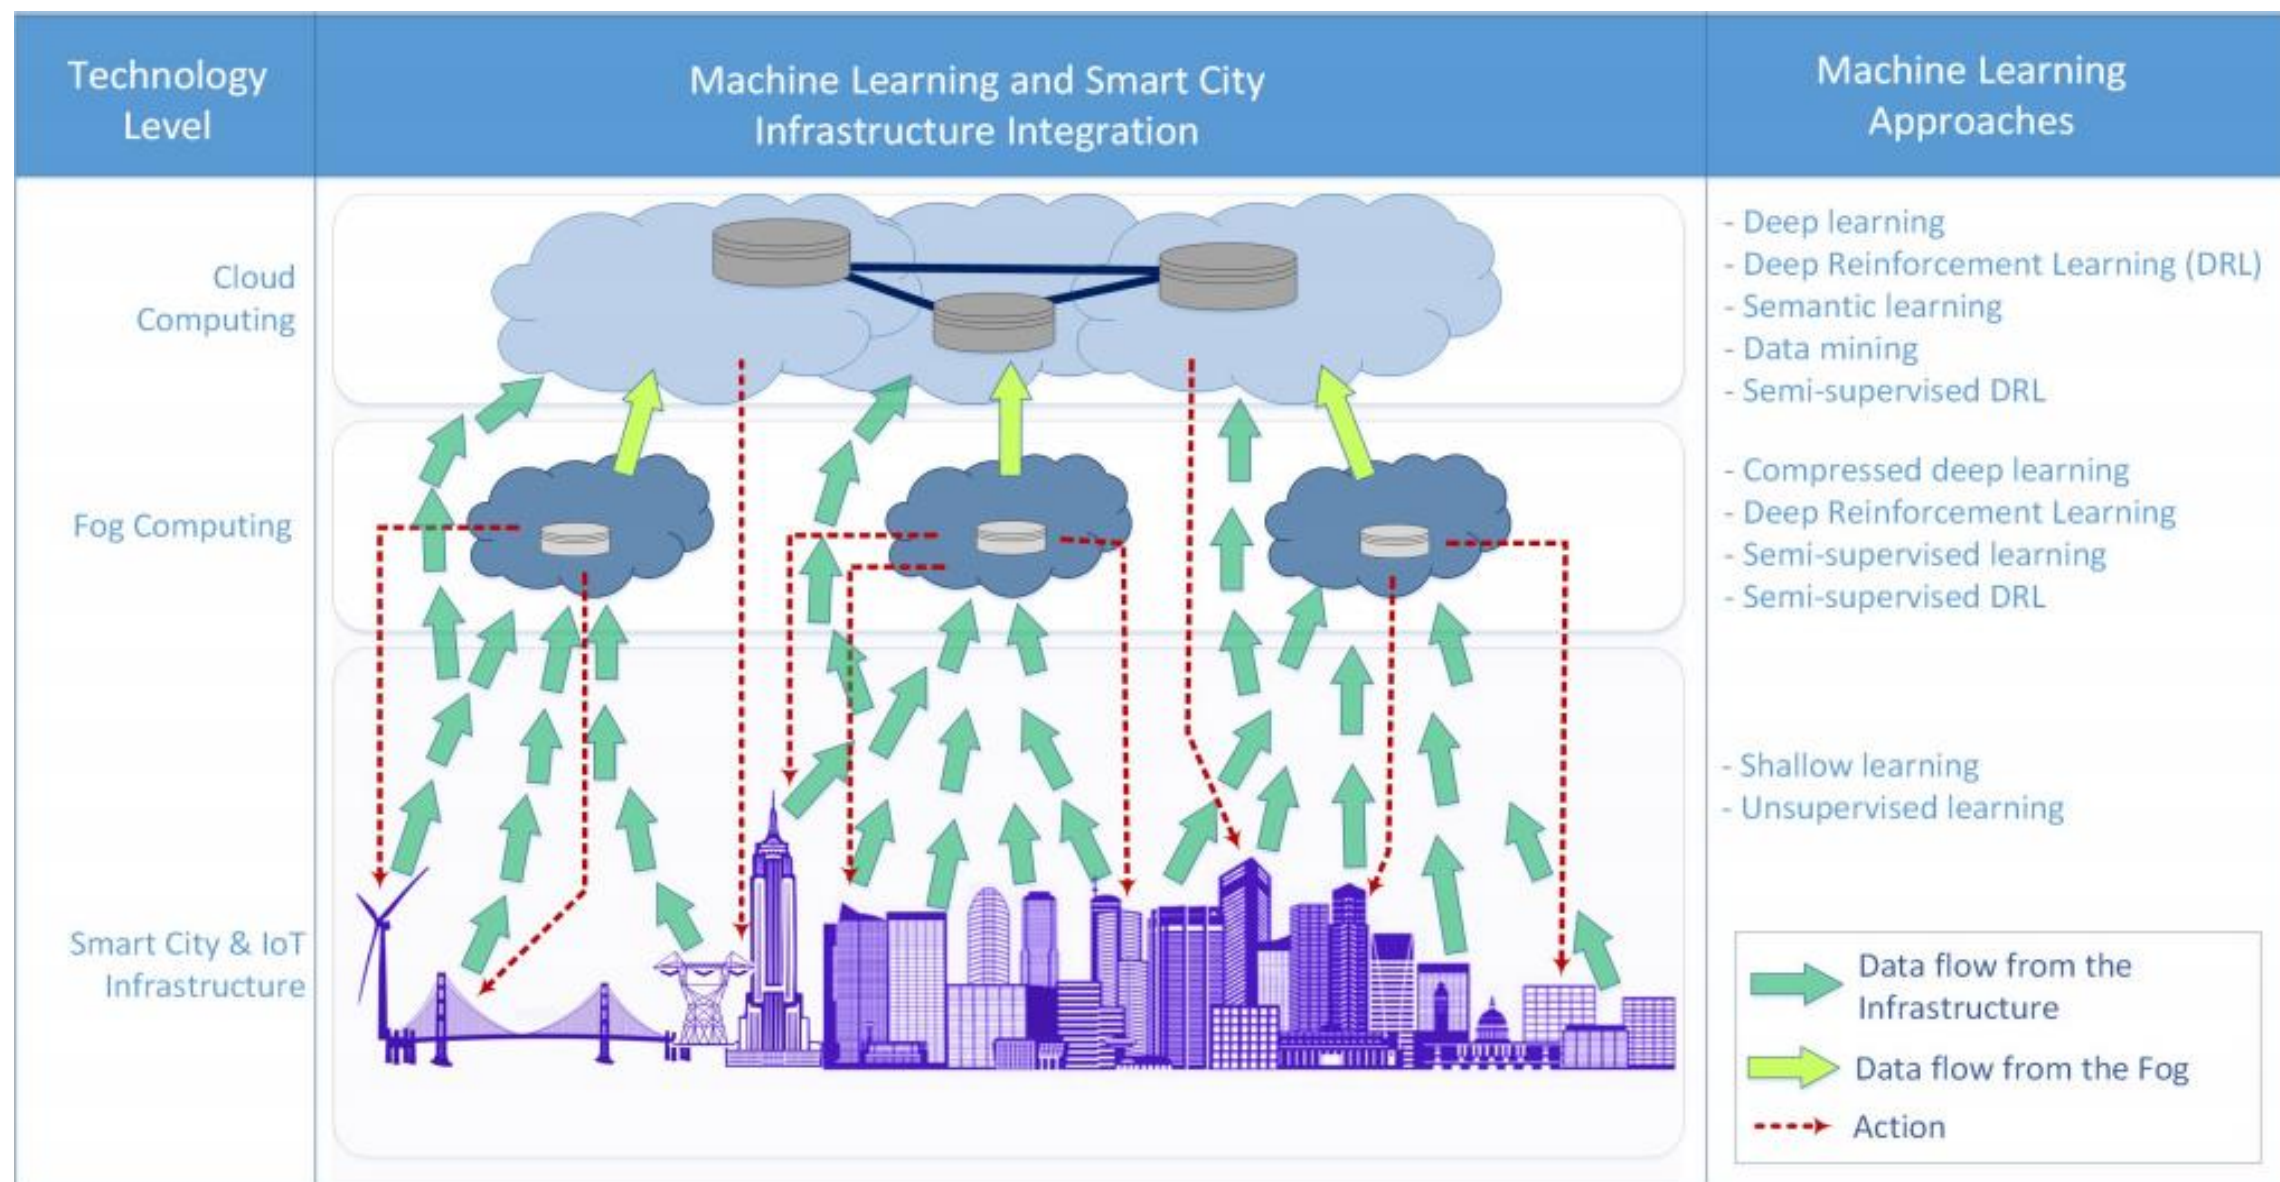 Technology
Level
Machine Learning and Smart City
Infrastructure Integration
Machine Learning
Approaches
Cloud
Computing
- Deep learning
- Deep Reinforcement Learning (DRL)
- Semantic learning
- Data mining
- Semi-supervised DRL
Fog Computing
- Compressed deep learning
- Deep Reinforcement Learning
- Semi-supervised learning
- Semi-supervised DRL
Smart City & IoT
Infrastructure
- Shallow learning
- Unsupervised learning
Data flow from the
Infrastructure
Data flow from the Fog
Action